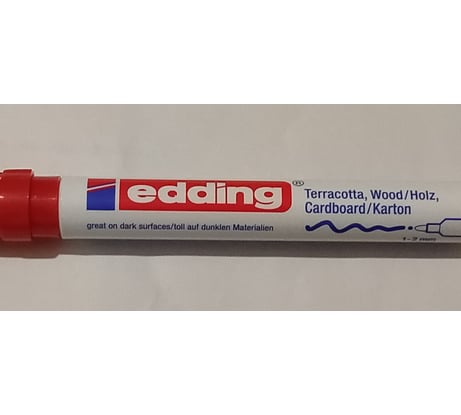 edding®
great on dark surfaces/toll auf dunklen Materialien
Terracotta, Wood/Holz,
Cardboard/Karton
1-2 mm